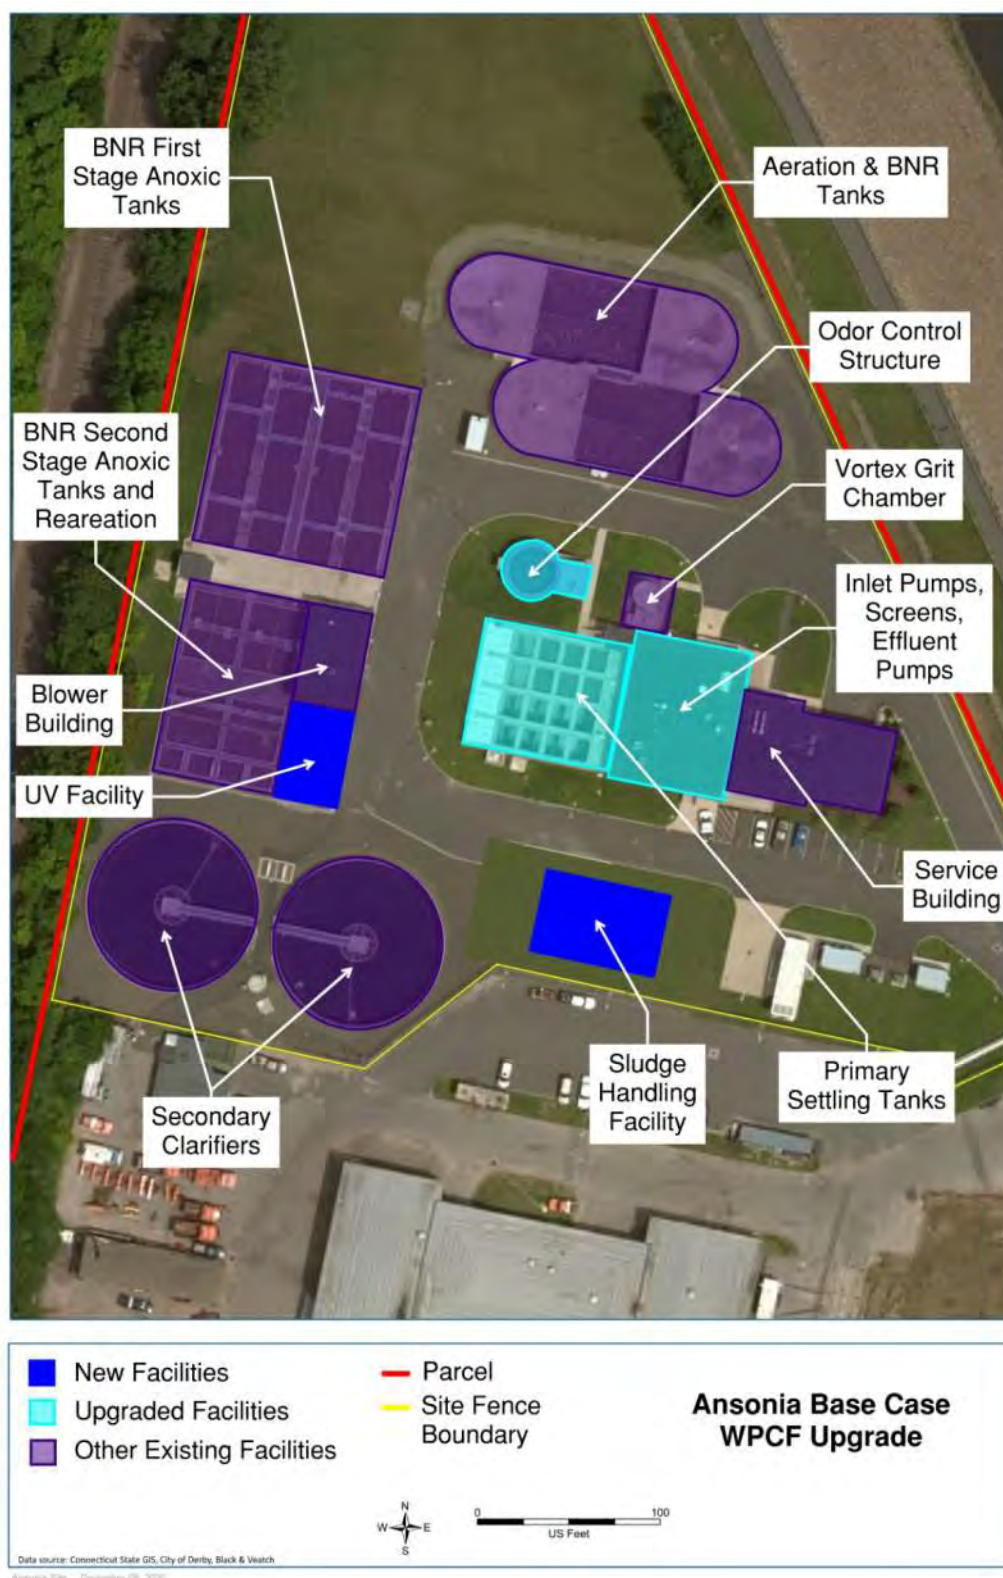 BNR First
Stage Anoxic
Tanks
Aeration & BNR
Tanks
Odor Control
Structure
BNR Second
Stage Anoxic
Tanks and
Reareation
Vortex Grit
Chamber
Inlet Pumps,
Screens,
Effluent
Pumps
Blower
Building
UV Facility
Service
Building
Secondary
Clarifiers
Sludge
Handling
Facility
Primary
Settling Tanks
New Facilities
Upgraded Facilities
Other Existing Facilities
Parcel
Site Fence
Boundary
Ansonia Base Case
WPCF Upgrade
N
W E
S
0 100
US Feet
Data source: Connecticut State GIS, City of Derby, Black & Veatch